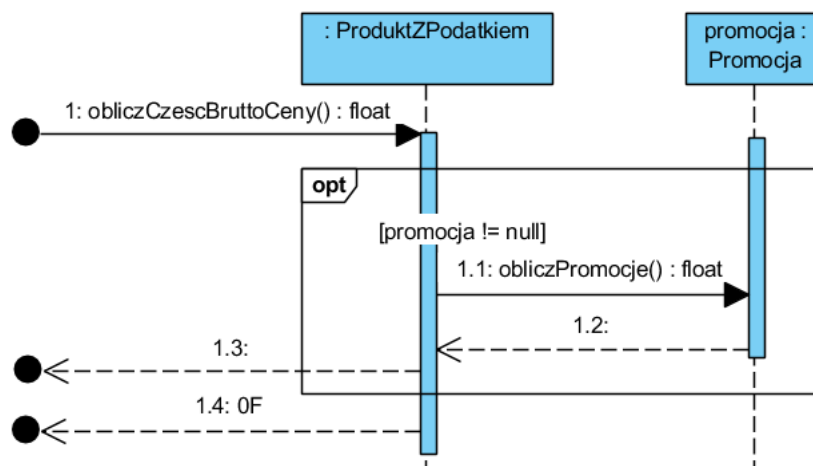 : ProduktZPodatkiem
promocja :
Promocja
1: obliczCzescBruttoCeny() : float
opt
[promocja != null]
1.1: obliczPromocje() : float
1.2:
1.3:
1.4: 0F